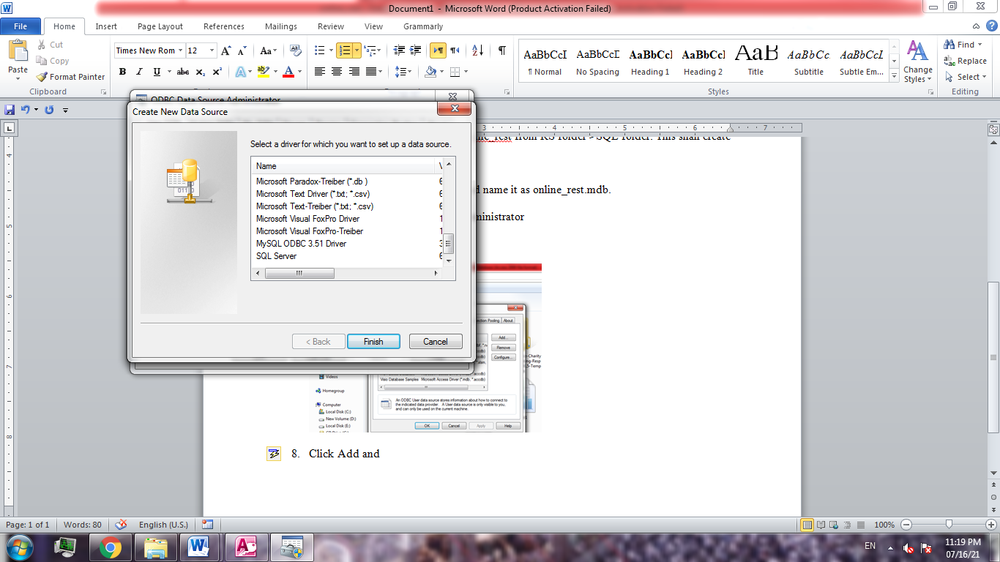 Document1 - Microsoft Word (Product Activation Failed)
File Home Insert Page Layout References Mailings Review View Grammarly
Paste
Cut
Copy
Format Painter
Clipboard
Times New Rom 12
AaBbCcI AaBbCcI AaBbCcI AaBbCcI AaB AaBbCc. AaBbCcL
¶ Normal No Spacing Heading 1 Heading 2 Title Subtitle Subtle Em...
Change Styles
Styles
Find
Replace
Select
Editing
ODBC Data Source Administrator
Create New Data Source
Select a driver for which you want to set up a data source.
Name
Microsoft Paradox-Treiber (*.db )
Microsoft Text Driver (*.txt; *.csv)
Microsoft Text-Treiber (*.txt; *.csv)
Microsoft Visual FoxPro Driver
Microsoft Visual FoxPro-Treiber
MySQL ODBC 3.51 Driver
SQL Server
< Back Finish Cancel
3 4 5 6 7
4
5
6
7
8
ne_rest from RS folder > SQL folder. This shall create
name it as online_rest.mdb.
ministrator
Pooling About
Add...
Remove
Configure...
Visio Database Samples Microsoft Access Driver (*.mdb, *.accdb)
An ODBC User data source stores information about how to connect to
the indicated data provider. A User data source is only visible to you,
and can only be used on the current machine.
OK Cancel Apply Help
Videos
Homegroup
Computer
Local Disk (C:)
New Volume (D:)
Local Disk (E:)
8. Click Add and
Page: 1 of 1 Words: 80 English (U.S.) 100%
EN 11:19 PM
07/16/21